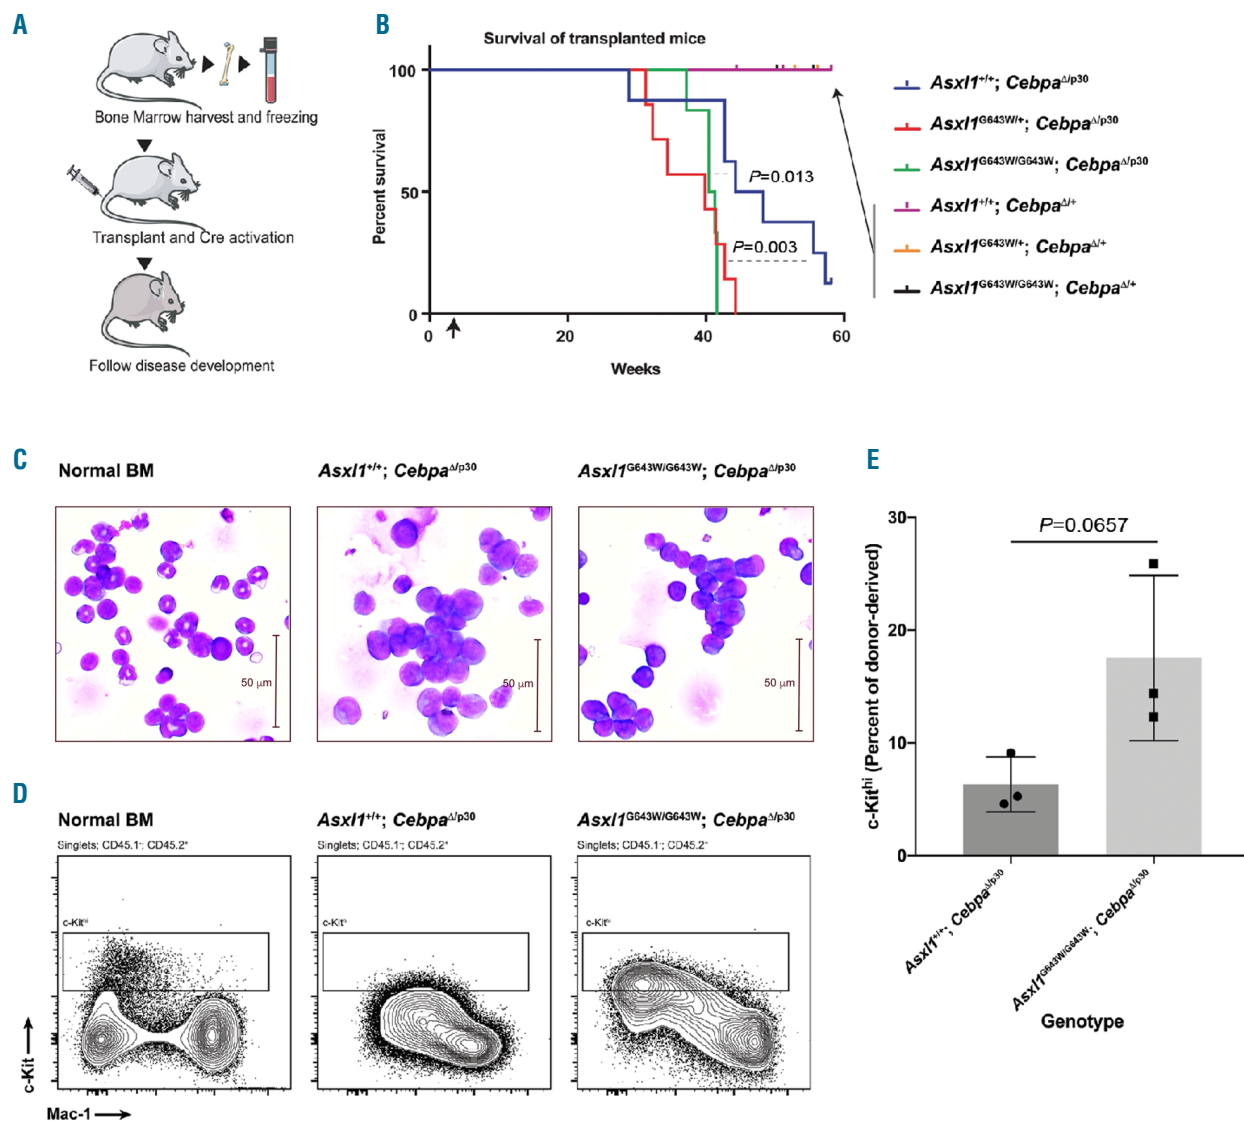 A
Bone Marrow harvest and freezing
Transplant and Cre activation
Follow disease development
B
Survival of transplanted mice
Percent survival
100
50
0
0
20
40
60
Weeks
P=0.013
P=0.003
Asxl1+/+; CebpaΔ/p30
Asxl1G643W/+; CebpaΔ/p30
Asxl1G643W/G643W; CebpaΔ/p30
Asxl1+/+; CebpaΔ/+
Asxl1G643W/+; CebpaΔ/+
Asxl1G643W/G643W; CebpaΔ/+
C
Normal BM
Asxl1+/+; CebpaΔ/p30
Asxl1G643W/G643W; CebpaΔ/p30
50 μm
50 μm
50 μm
D
Normal BM
Asxl1+/+; CebpaΔ/p30
Asxl1G643W/G643W; CebpaΔ/p30
Singlets; CD45.1-; CD45.2+
Singlets; CD45.1-; CD45.2+
Singlets; CD45.1-; CD45.2+
c-Kithi
c-Kithi
c-Kithi
c-Kit
Mac-1
E
c-Kithi (Percent of donor-derived)
30
20
10
0
P=0.0657
Asxl1+/+; CebpaΔ/p30
Asxl1G643W/G643W; CebpaΔ/p30
Genotype